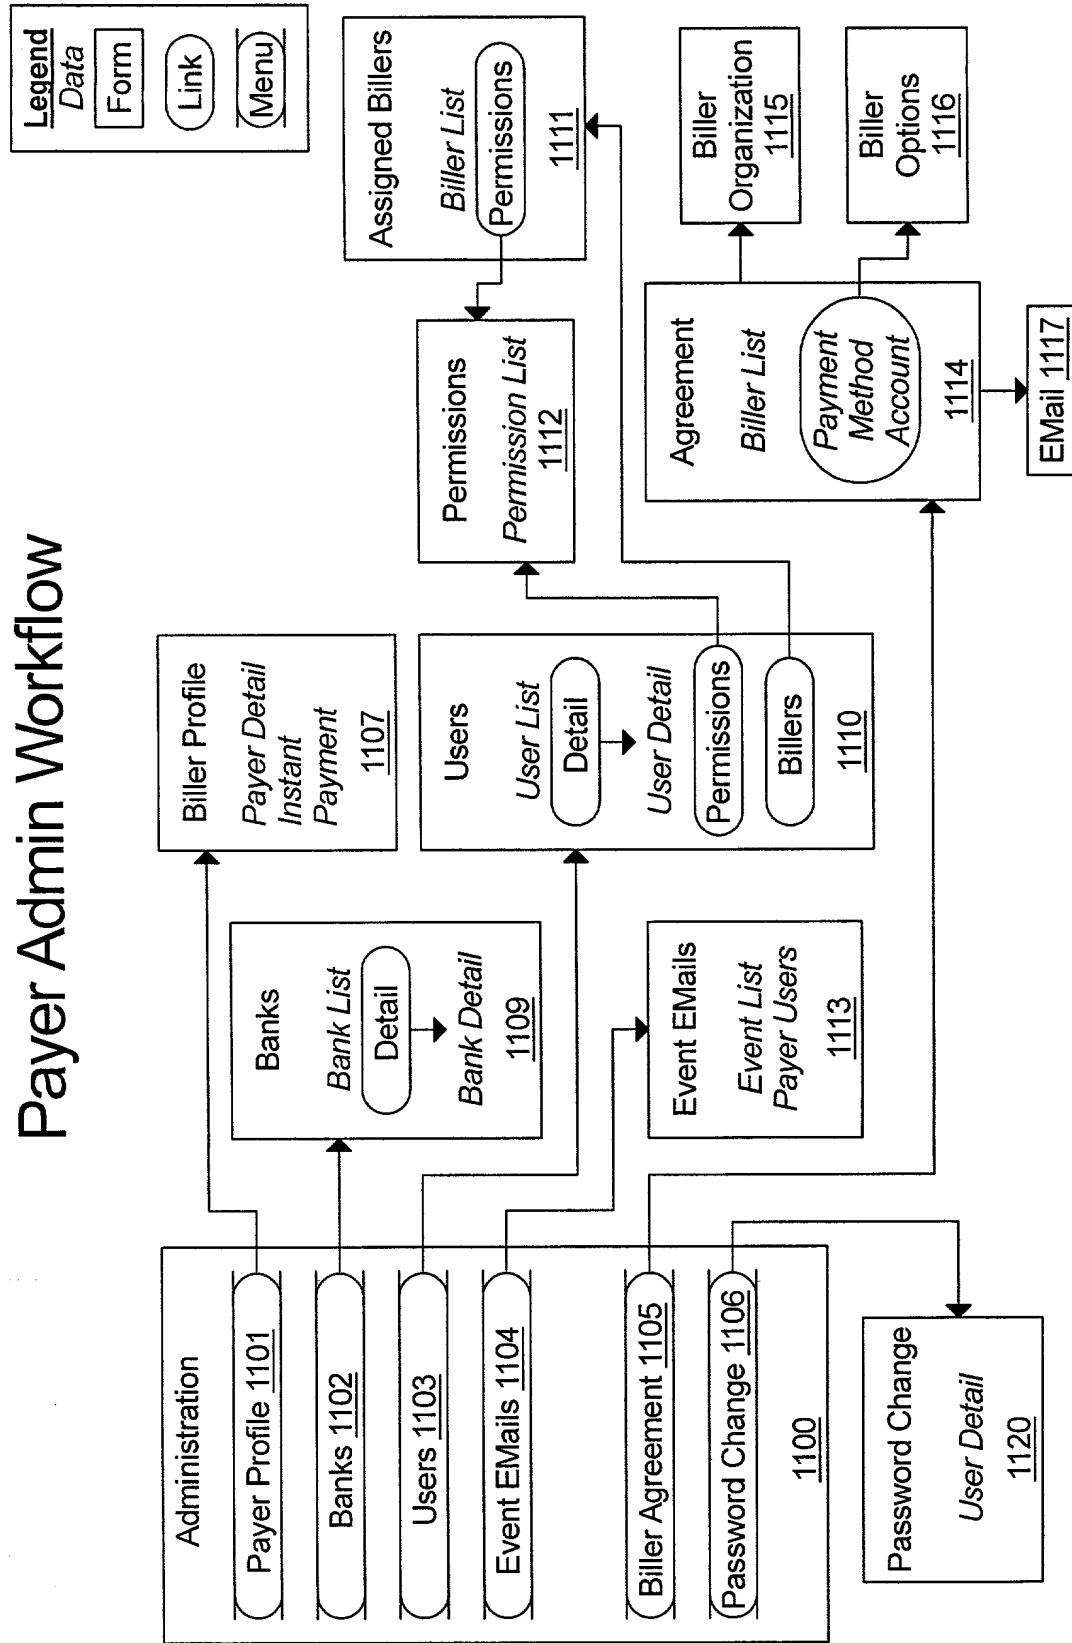 Payer Admin Workflow
Legend
Data
Form
Link
Menu
Administration
Payer Profile 1101
Banks 1102
Users 1103
Event EMails 1104
Biller Agreement 1105
Password Change 1106
1100
Biller Profile
Payer Detail
Instant
Payment
1107
Banks
Bank List
Detail
Bank Detail
1109
Users
User List
Detail
User Detail
Permissions
Billers
1110
Event EMails
Event List
Payer Users
1113
Password Change
User Detail
1120
Permissions
Permission List
1112
Assigned Billers
Biller List
Permissions
1111
Agreement
Biller List
Payment
Method
Account
1114
Biller
Organization
1115
Biller
Options
1116
EMail 1117